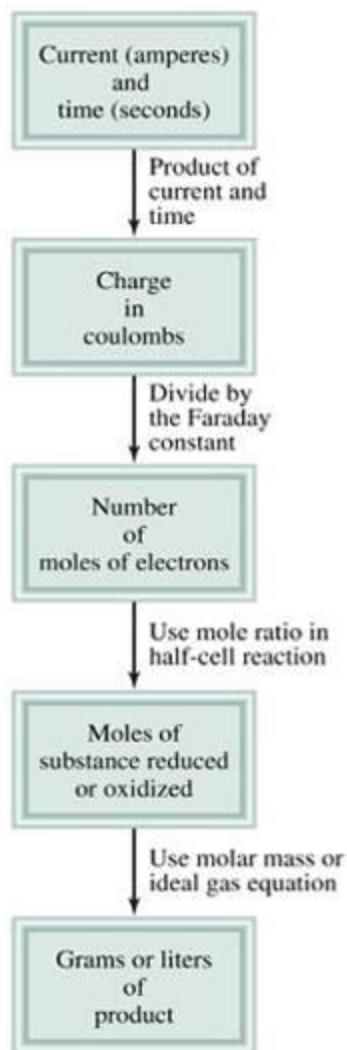 Current (amperes)
and
time (seconds)
Product of
current and
time
Charge
in
coulombs
Divide by
the Faraday
constant
Number
of
moles of electrons
Use mole ratio in
half-cell reaction
Moles of
substance reduced
or oxidized
Use molar mass or
ideal gas equation
Grams or liters
of
product